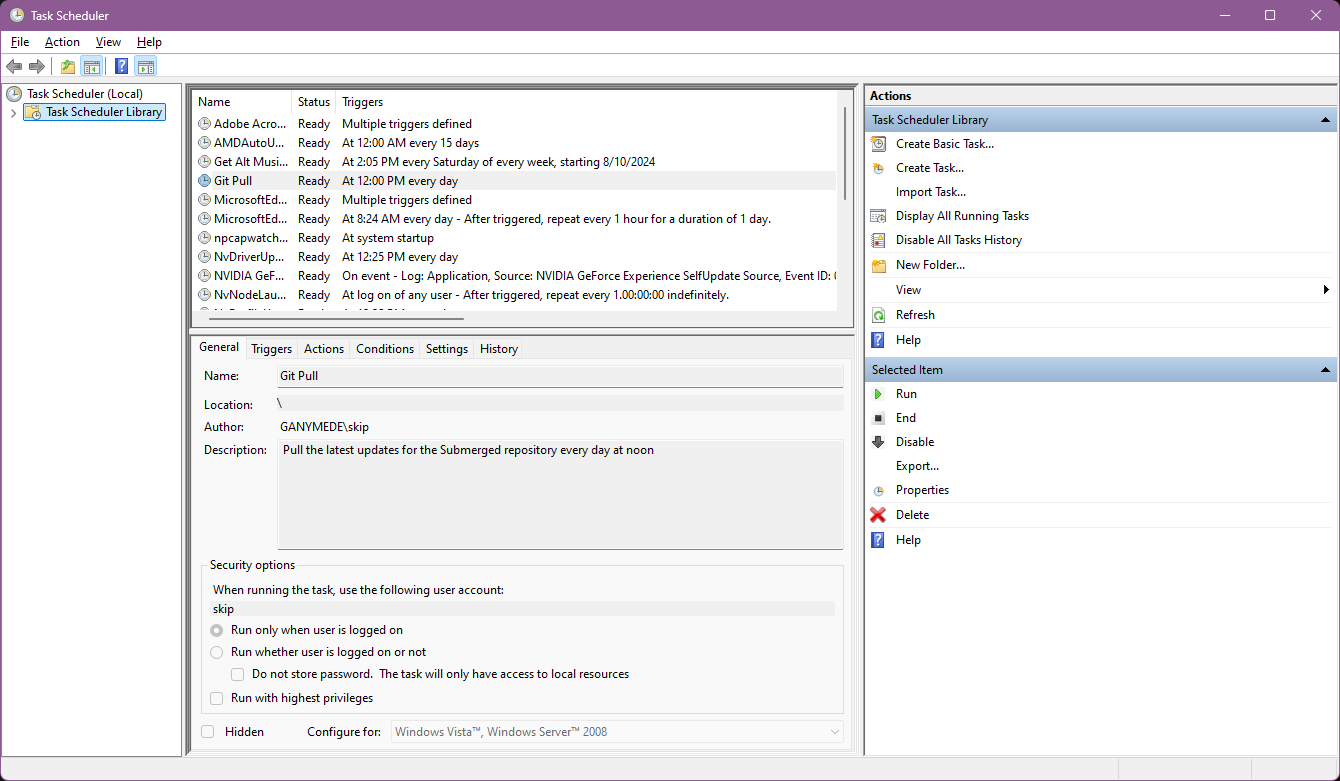 Task Scheduler
File Action View Help
Task Scheduler (Local)
Task Scheduler Library
Name Status Triggers
Adobe Acro... Ready Multiple triggers defined
AMDAutoU... Ready At 12:00 AM every 15 days
Get Alt Musi... Ready At 2:05 PM every Saturday of every week, starting 8/10/2024
Git Pull Ready At 12:00 PM every day
MicrosoftEd... Ready Multiple triggers defined
MicrosoftEd... Ready At 8:24 AM every day - After triggered, repeat every 1 hour for a duration of 1 day.
npcapwatch... Ready At system startup
NvDriverUp... Ready At 12:25 PM every day
NVIDIA GeF... Ready On event - Log: Application, Source: NVIDIA GeForce Experience SelfUpdate Source, Event ID:
NvNodeLau... Ready At log on of any user - After triggered, repeat every 1.00:00:00 indefinitely.
General Triggers Actions Conditions Settings History
Name: Git Pull
Location: \
Author: GANYMEDE\skip
Description: Pull the latest updates for the Submerged repository every day at noon
Security options
When running the task, use the following user account:
skip
Run only when user is logged on
Run whether user is logged on or not
Do not store password. The task will only have access to local resources
Run with highest privileges
Hidden Configure for: Windows Vista™, Windows Server™ 2008
Actions
Task Scheduler Library
Create Basic Task...
Create Task...
Import Task...
Display All Running Tasks
Disable All Tasks History
New Folder...
View
Refresh
Help
Selected Item
Run
End
Disable
Export...
Properties
Delete
Help